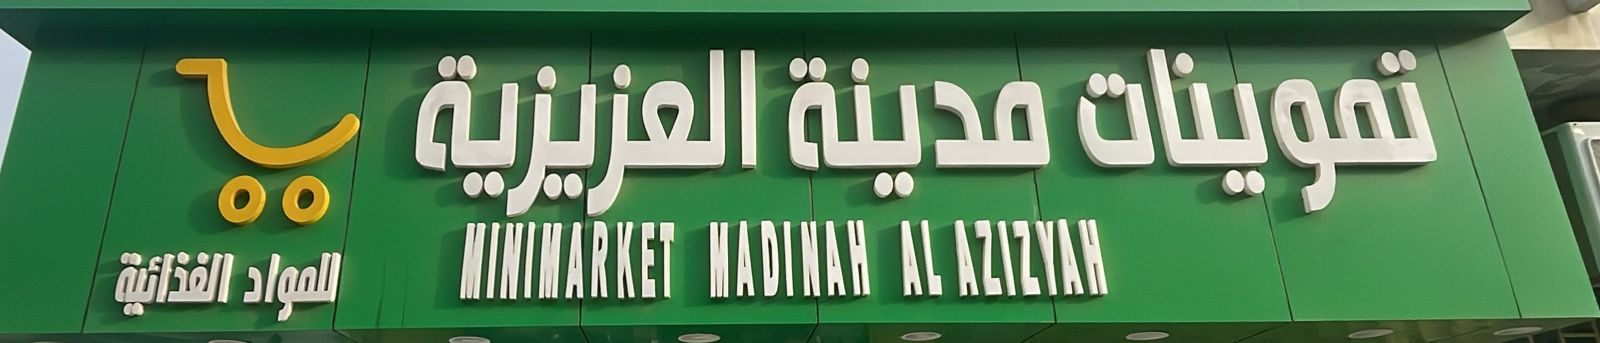 تموينات مدينة العزيزية
MINIMARKET MADINAH AL AZIZYAH
للمواد الغذائية